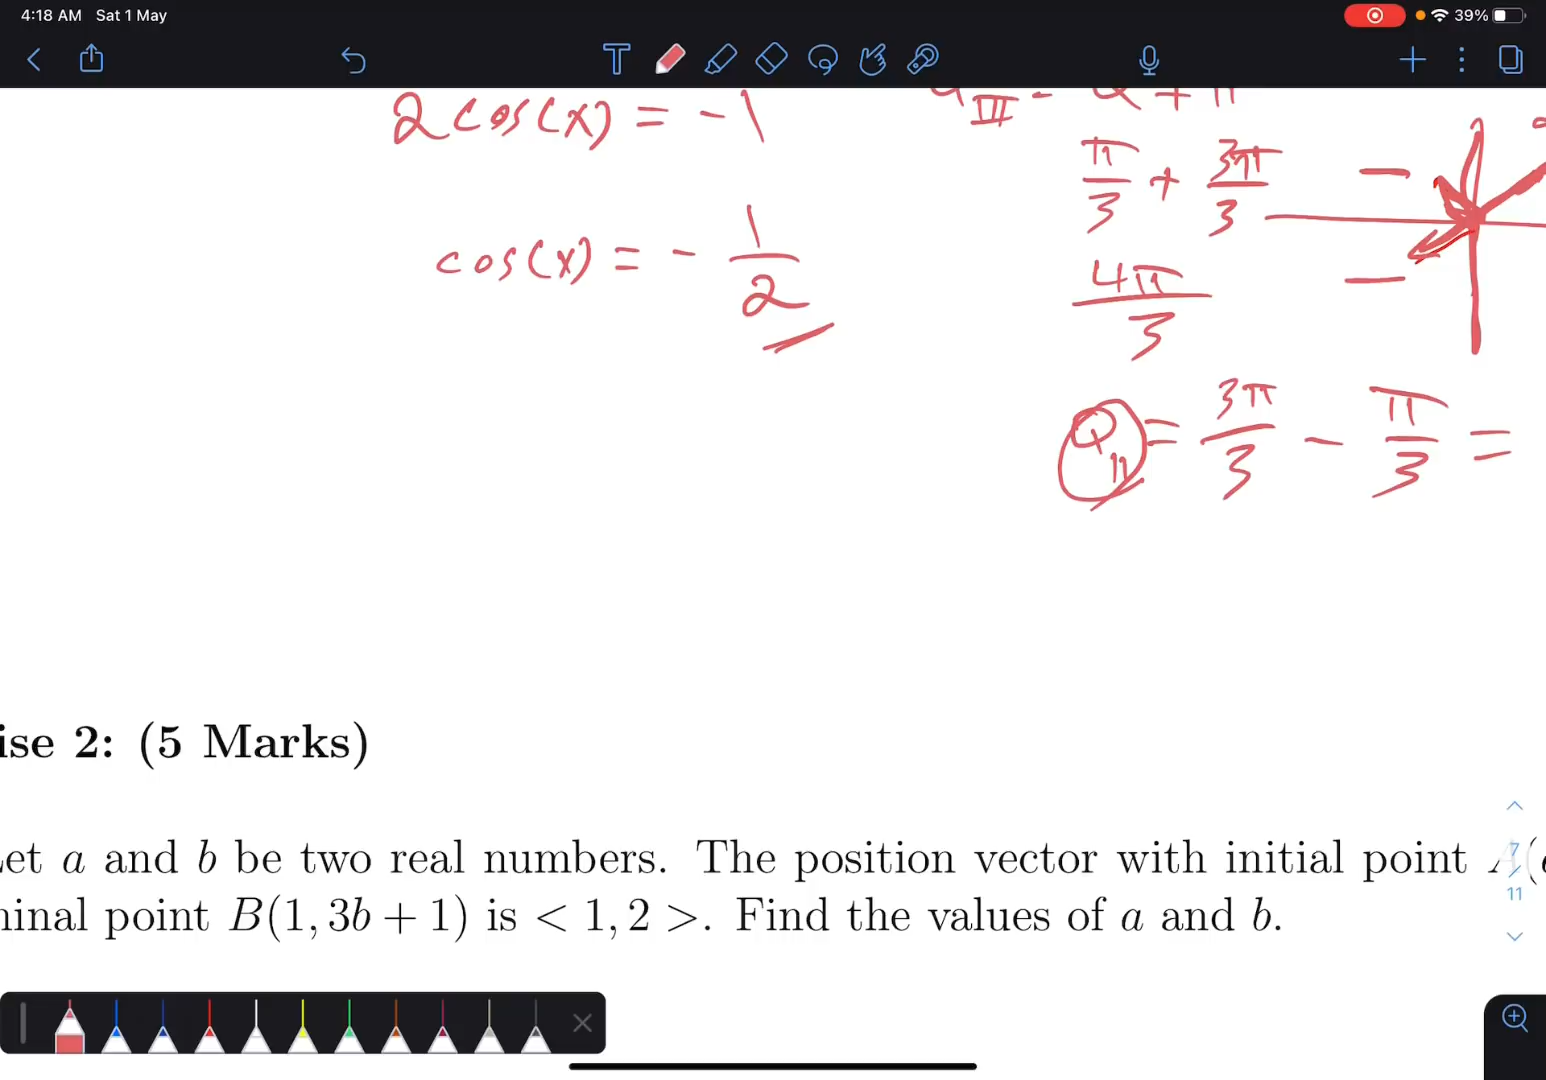 4:18 AM Sat 1 May
39%
2cos(x) = -1
III = Q + π
π/3 + 3π/3
cos(x) = - 1/2
4π/3
Q II = 3π/3 - π/3 =
ise 2: (5 Marks)
et a and b be two real numbers. The position vector with initial point
inal point B(1, 3b + 1) is < 1, 2 >. Find the values of a and b.
7/11